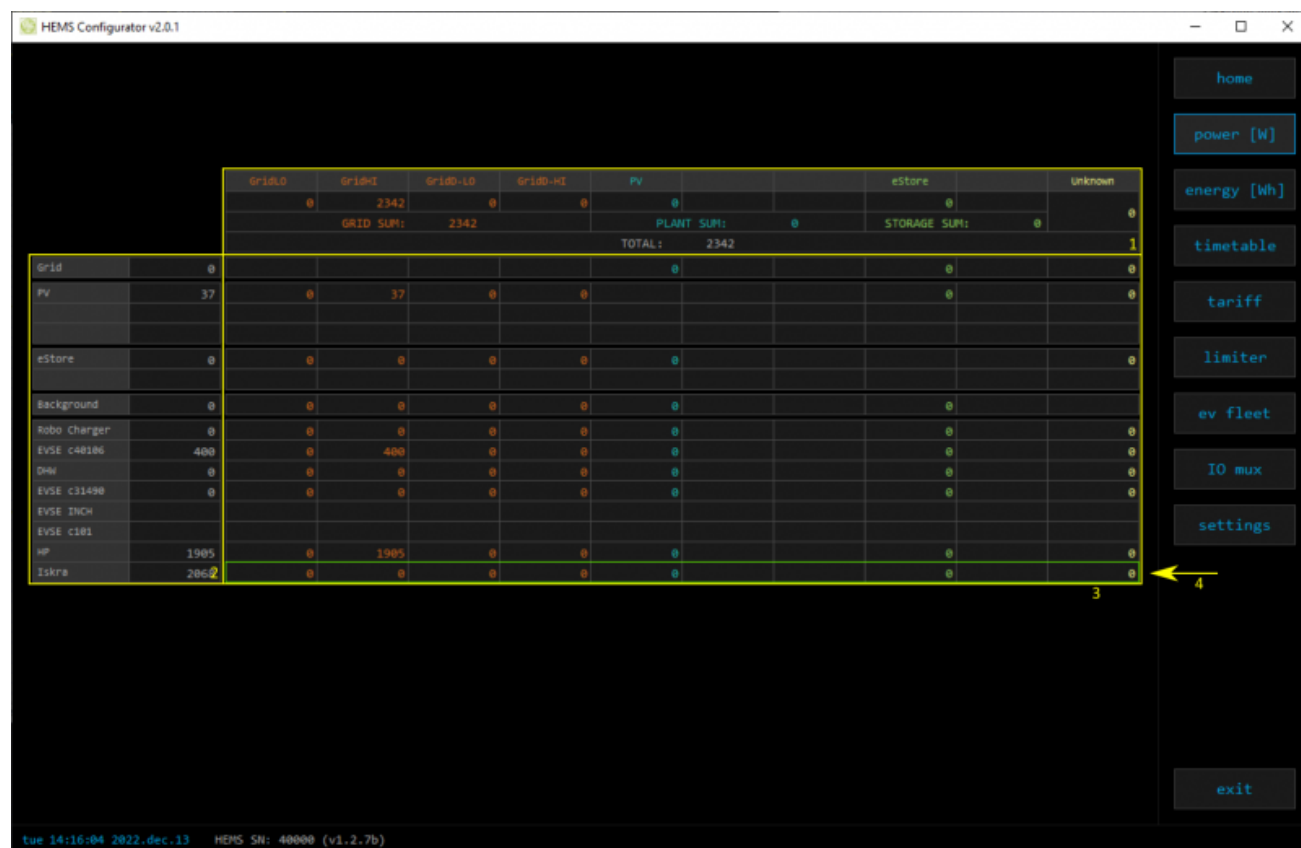 HEMS Configurator v2.0.1
home
power [W]
energy [Wh]
timetable
tariff
limiter
ev fleet
IO mux
settings
exit
GridLO GridHI GridD-LO GridD-HI PV eStore Unknown
0 2342 0 0 0 0 0
GRID SUM: 2342 PLANT SUM: 0 STORAGE SUM: 0
TOTAL: 2342 1
Grid 0 0 0 0
PV 37 0 37 0 0 0 0
eStore 0 0 0 0 0 0 0
Background 0 0 0 0 0 0 0
Robo Charger 0 0 0 0 0 0 0 0
EVSE c40106 400 0 400 0 0 0 0 0
DHW 0 0 0 0 0 0 0 0
EVSE c31490 0 0 0 0 0 0 0 0
EVSE INCH
EVSE c101
HP 1905 0 1905 0 0 0 0 0
Iskra 2 0 0 0 0 0 0 0
3 4
tue 14:16:04 2022.dec.13 HEMS SN: 40000 (v1.2.7b)